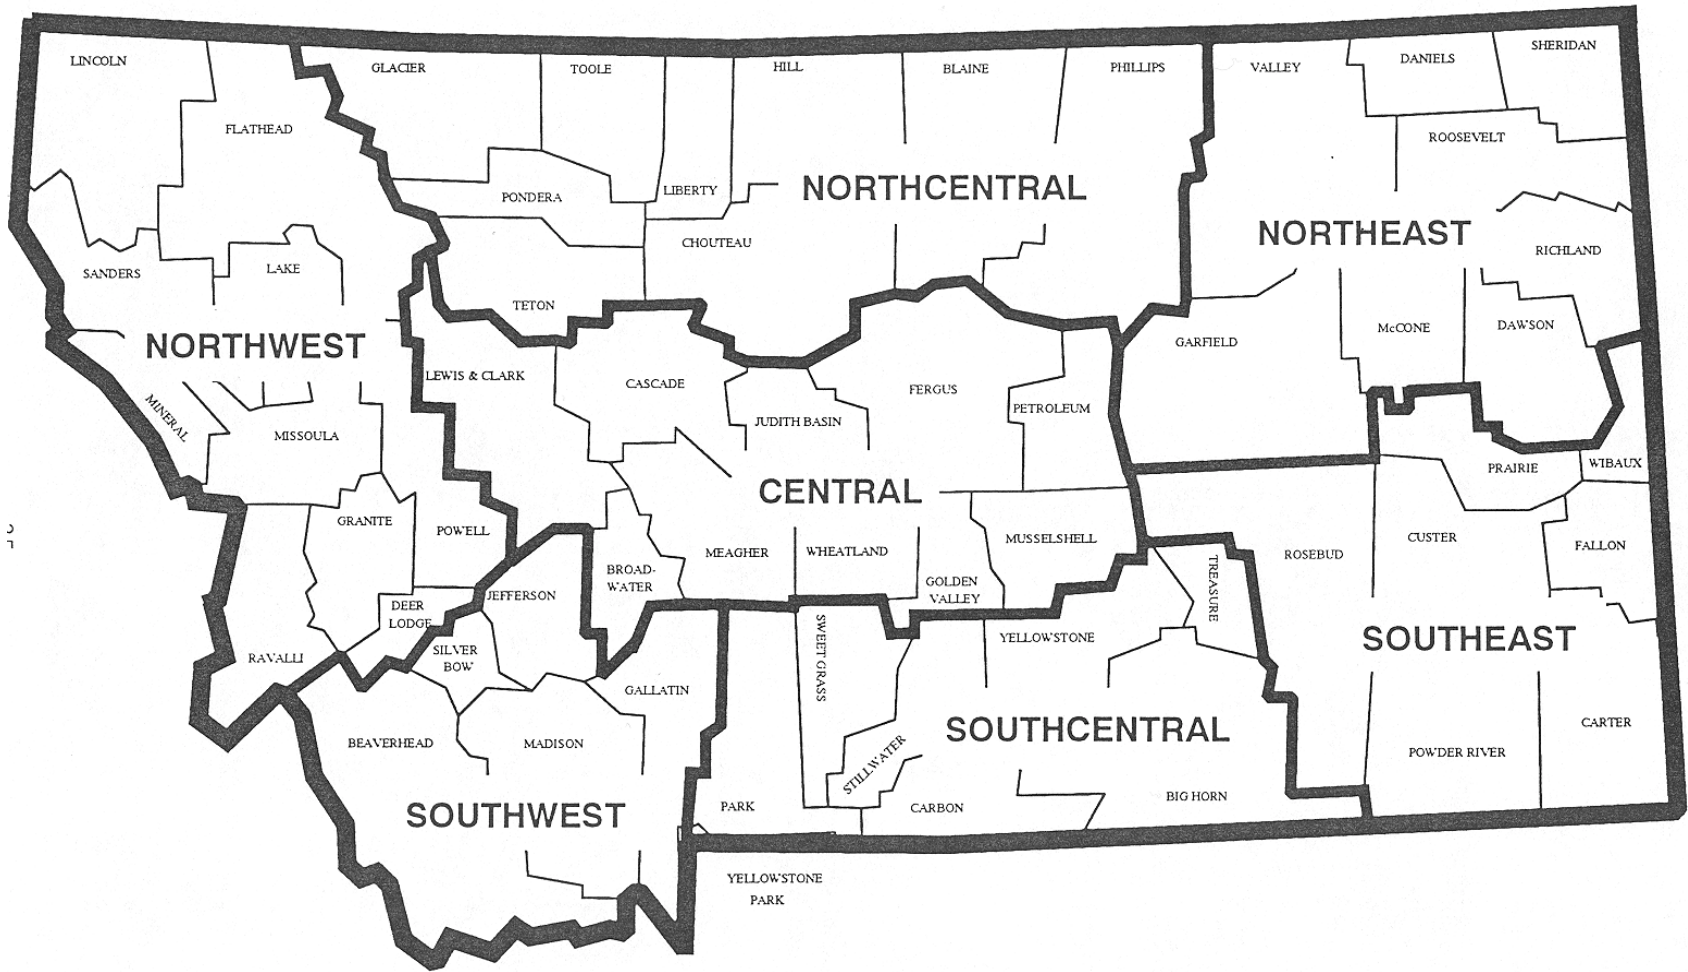 LINCOLN
FLATHEAD
GLACIER
TOOLE
HILL
BLAINE
PHILLIPS
VALLEY
DANIELS
SHERIDAN
ROOSEVELT
PONDERA
LIBERTY
NORTHCENTRAL
CHOUTEAU
NORTHEAST
RICHLAND
SANDERS
LAKE
TETON
NORTHWEST
GARFIELD
McCONE
DAWSON
LEWIS & CLARK
CASCADE
FERGUS
PETROLEUM
JUDITH BASIN
MINERAL
MISSOULA
CENTRAL
PRAIRIE
WIBAUX
GRANITE
POWELL
MEAGHER
WHEATLAND
MUSSELSHELL
ROSEBUD
CUSTER
FALLON
BROAD-
WATER
GOLDEN
VALLEY
TREASURE
JEFFERSON
DEER
LODGE
SILVER
BOW
RAVALLI
SWEET GRASS
YELLOWSTONE
SOUTHEAST
GALLATIN
BEAVERHEAD
MADISON
STILLWATER
SOUTHCENTRAL
POWDER RIVER
CARTER
SOUTHWEST
PARK
CARBON
BIG HORN
YELLOWSTONE
PARK